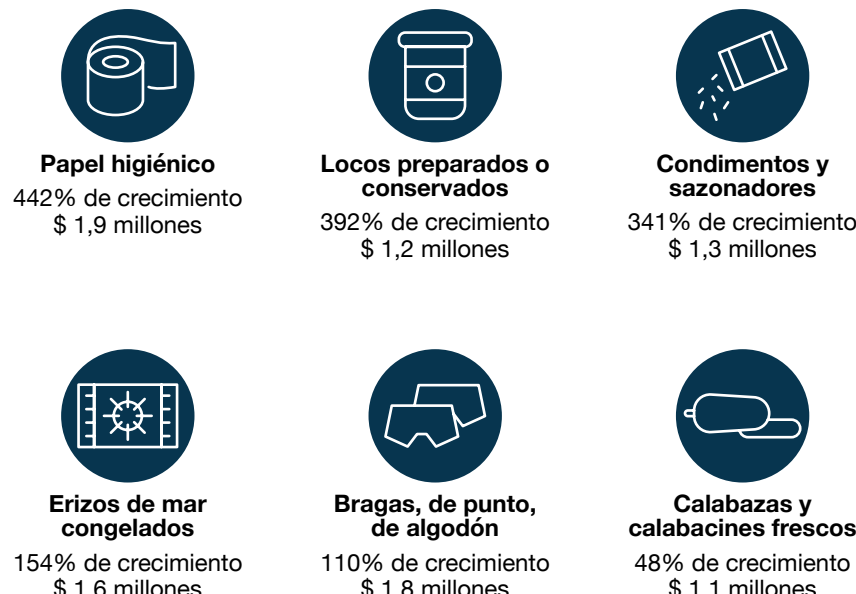 Papel higiénico
442% de crecimiento
$ 1,9 millones
Locos preparados o
conservados
392% de crecimiento
$ 1,2 millones
Condimentos y
sazonadores
341% de crecimiento
$ 1,3 millones
Erizos de mar
congelados
154% de crecimiento
$ 1,6 millones
Bragas, de punto,
de algodón
110% de crecimiento
$ 1,8 millones
Calabazas y
calabacines frescos
48% de crecimiento
$ 1,1 millones